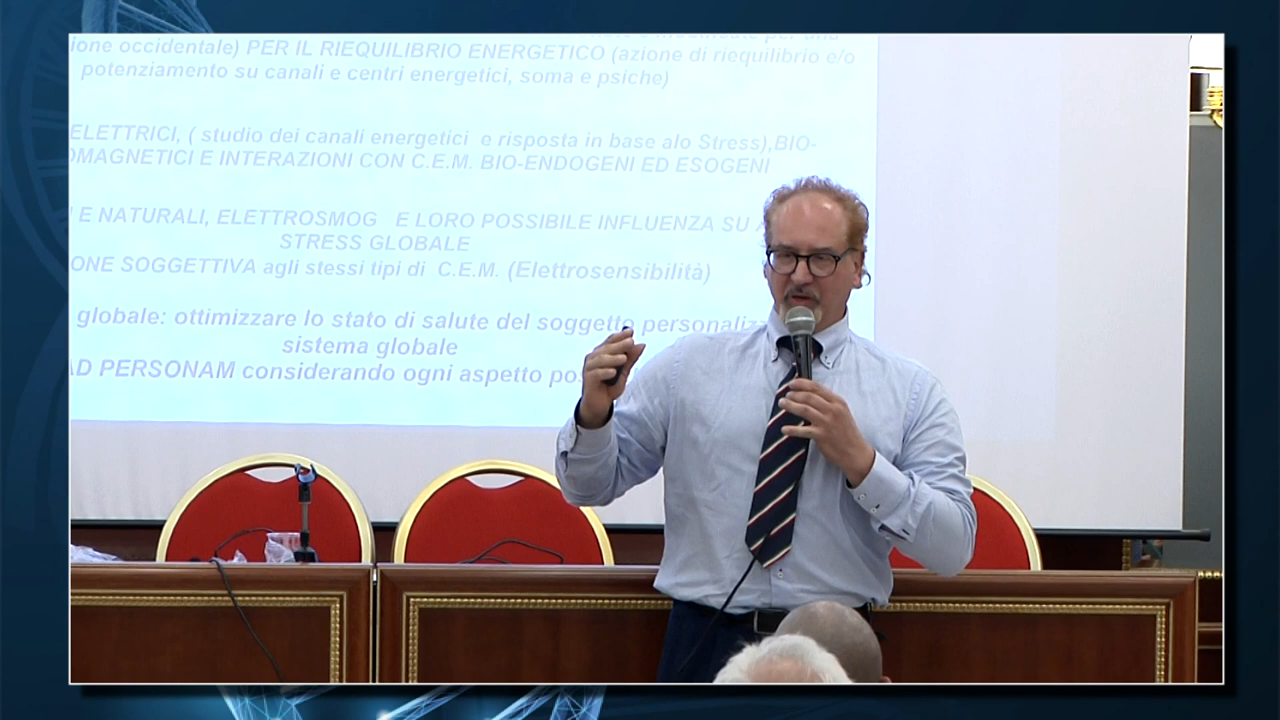 ione occidentale) PER IL RIEQUILIBRIO ENERGETICO (azione di riequilibrio e/o
potenziamento su canali e centri energetici, soma e psiche)
ELETTRICI, ( studio dei canali energetici e risposta in base alo Stress),BIO-
OMAGNETICI E INTERAZIONI CON C.E.M. BIO-ENDOGENI ED ESOGENI
I E NATURALI, ELETTROSMOG E LORO POSSIBILE INFLUENZA SU
STRESS GLOBALE
ONE SOGGETTIVA agli stessi tipi di C.E.M. (Elettrosensibilità)
globale: ottimizzare lo stato di salute del soggetto personaliz
sistema globale
AD PERSONAM considerando ogni aspetto pos